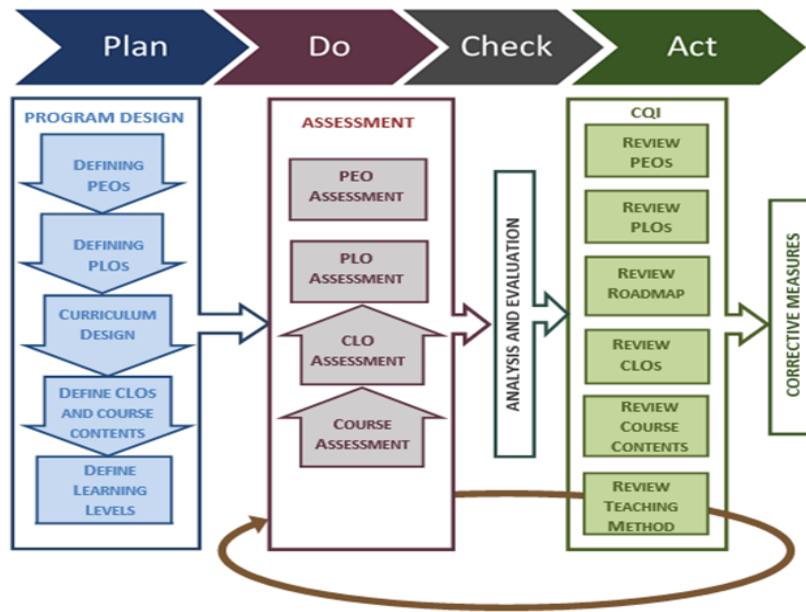 Plan
Do
Check
Act
PROGRAM DESIGN
DEFINING
PEOS
DEFINING
PLOS
CURRICULUM
DESIGN
DEFINE CLOS
AND COURSE
CONTENTS
DEFINE
LEARNING
LEVELS
ASSESSMENT
PEO
ASSESSMENT
PLO
ASSESSMENT
CLO
ASSESSMENT
COURSE
ASSESSMENT
ANALYSIS AND EVALUATION
CQI
REVIEW
PEOS
REVIEW
PLOS
REVIEW
ROADMAP
REVIEW
CLOS
REVIEW
COURSE
CONTENTS
REVIEW
TEACHING
METHOD
CORRECTIVE MEASURES